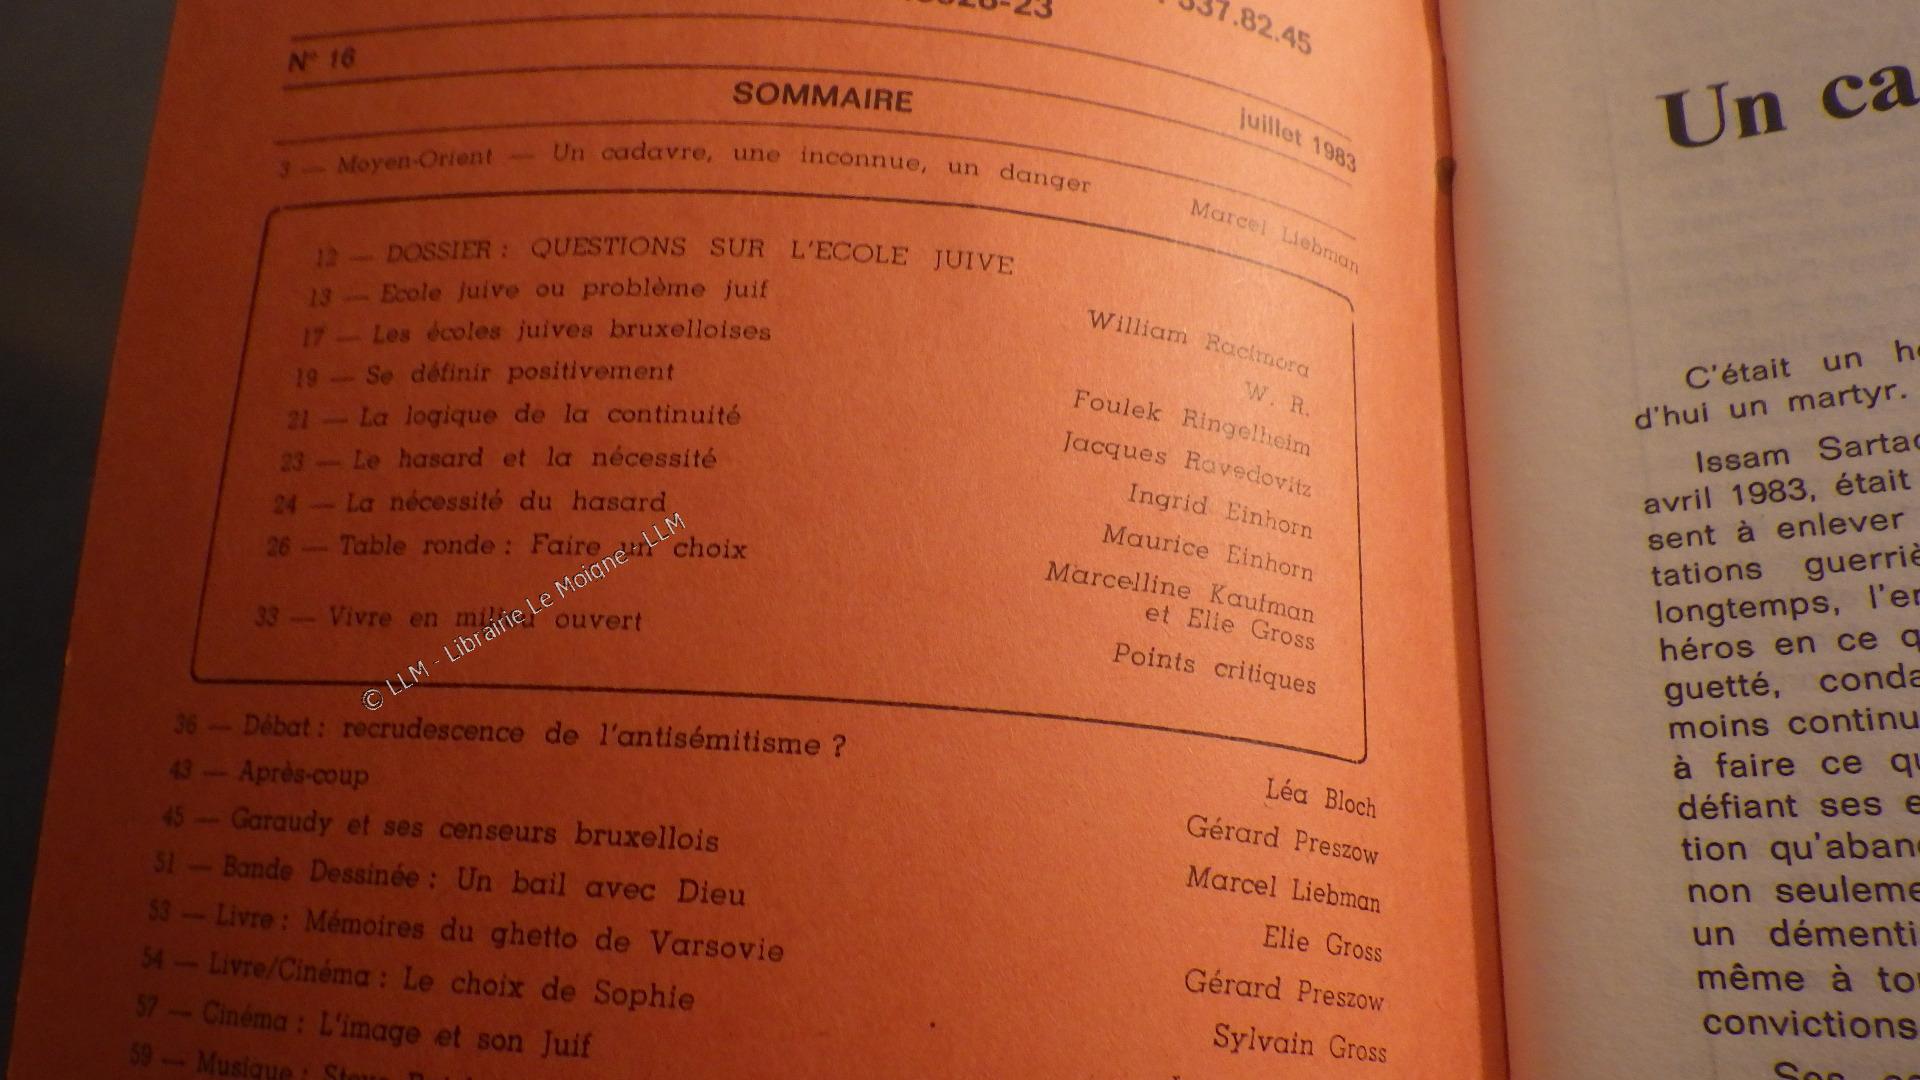 28-23
337.82.45
N° 16
SOMMAIRE
juillet 1983
3 — Moyen-Orient — Un cadavre, une inconnue, un danger
Marcel Liebman
12 — DOSSIER : QUESTIONS SUR L'ECOLE JUIVE
13 — Ecole juive ou problème juif
William Racimora
17 — Les écoles juives bruxelloises
W. R.
19 — Se définir positivement
Foulek Ringelheim
21 — La logique de la continuité
Jacques Ravedovitz
23 — Le hasard et la nécessité
Ingrid Einhorn
24 — La nécessité du hasard
Maurice Einhorn
26 — Table ronde : Faire un choix
Marcelline Kaufman
et Elie Gross
33 — Vivre en milieu ouvert
Points critiques
36 — Débat : recrudescence de l'antisémitisme ?
Léa Bloch
43 — Après-coup
Gérard Preszow
45 — Garaudy et ses censeurs bruxellois
Marcel Liebman
51 — Bande Dessinée : Un bail avec Dieu
Elie Gross
53 — Livre : Mémoires du ghetto de Varsovie
Gérard Preszow
54 — Livre/Cinéma : Le choix de Sophie
Sylvain Gross
57 — Cinéma : L'image et son Juif
59 — Musique :
© LLM - Librairie Le Moigne - LLM
Un ca
C'était un
d'hui un martyr.
Issam
avril 1983, était
sent à enlever
tations
longtemps,
héros en ce
guetté,
moins
à faire ce
défiant ses
tion
non
un
même à
convictions